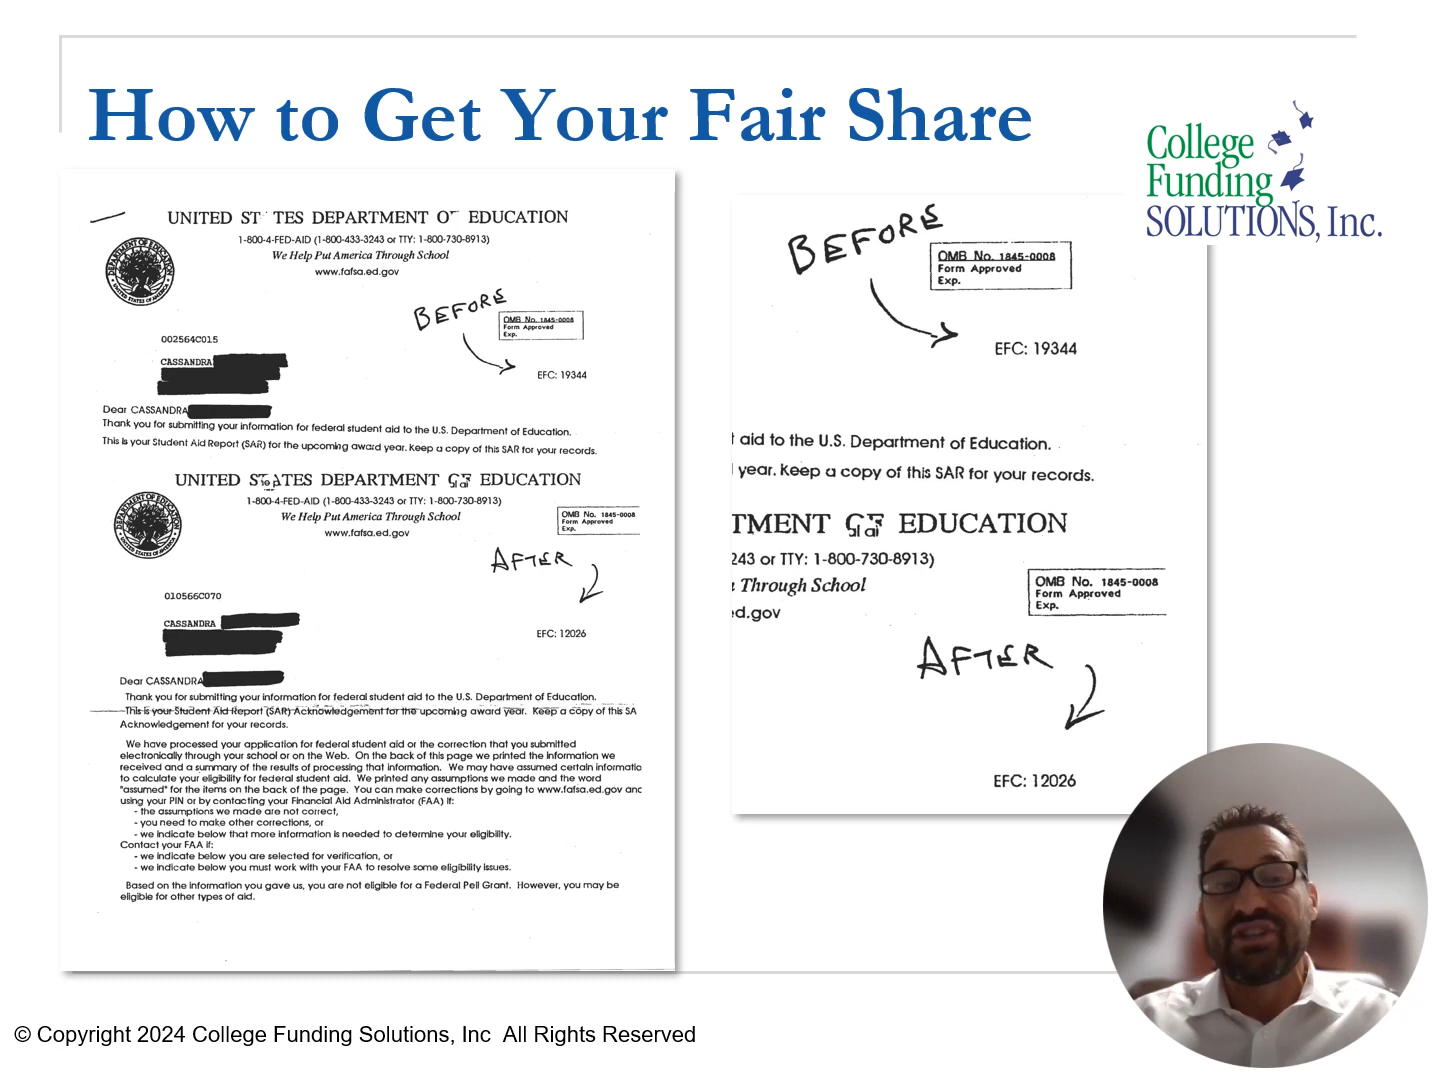 How to Get Your Fair Share
College
Funding
SOLUTIONS, Inc.
UNITED ST TES DEPARTMENT O EDUCATION
1-800-4-FED-AID (1-800-433-3243 or TTY: 1-800-730-8913)
We Help Put America Through School
www.fafsa.ed.gov
DEPARTMENT OF EDUCATION
UNITED STATES OF AMERICA
BEFORE
OMB No. 1845-0008
Form Approved
Exp.
002564C015
CASSANDRA
EFC: 19344
Dear CASSANDRA
Thank you for submitting your information for federal student aid to the U.S. Department of Education.
This is your Student Aid Report (SAR) for the upcoming award year. Keep a copy of this SAR for your records.
UNITED STATES DEPARTMENT OF EDUCATION
1-800-4-FED-AID (1-800-433-3243 or TTY: 1-800-730-8913)
We Help Put America Through School
www.fafsa.ed.gov
DEPARTMENT OF EDUCATION
UNITED STATES OF AMERICA
OMB No. 1845-0008
Form Approved
Exp.
AFTER
010566C070
CASSANDRA
EFC: 12026
Dear CASSANDRA
Thank you for submitting your information for federal student aid to the U.S. Department of Education.
This is your Student Aid Report (SAR) Acknowledgement for the upcoming award year. Keep a copy of this SA
Acknowledgement for your records.
We have processed your application for federal student aid or the correction that you submitted
electronically through your school or on the Web. On the back of this page we printed the information we
received and a summary of the results of processing that information. We may have assumed certain informatio
to calculate your eligibility for federal student aid. We printed any assumptions we made and the word
"assumed" for the items on the back of the page. You can make corrections by going to www.fafsa.ed.gov and
using your PIN or by contacting your Financial Aid Administrator (FAA) if:
- the assumptions we made are not correct,
- you need to make other corrections, or
- we indicate below that more information is needed to determine your eligibility.
Contact your FAA if:
- we indicate below you are selected for verification, or
- we indicate below you must work with your FAA to resolve some eligibility issues.
Based on the information you gave us, you are not eligible for a Federal Pell Grant. However, you may be
eligible for other types of aid.
BEFORE
OMB No. 1845-0008
Form Approved
Exp.
EFC: 19344
t aid to the U.S. Department of Education.
year. Keep a copy of this SAR for your records.
TMENT OF EDUCATION
243 or TTY: 1-800-730-8913)
Through School
ed.gov
OMB No. 1845-0008
Form Approved
Exp.
AFTER
EFC: 12026
© Copyright 2024 College Funding Solutions, Inc All Rights Reserved